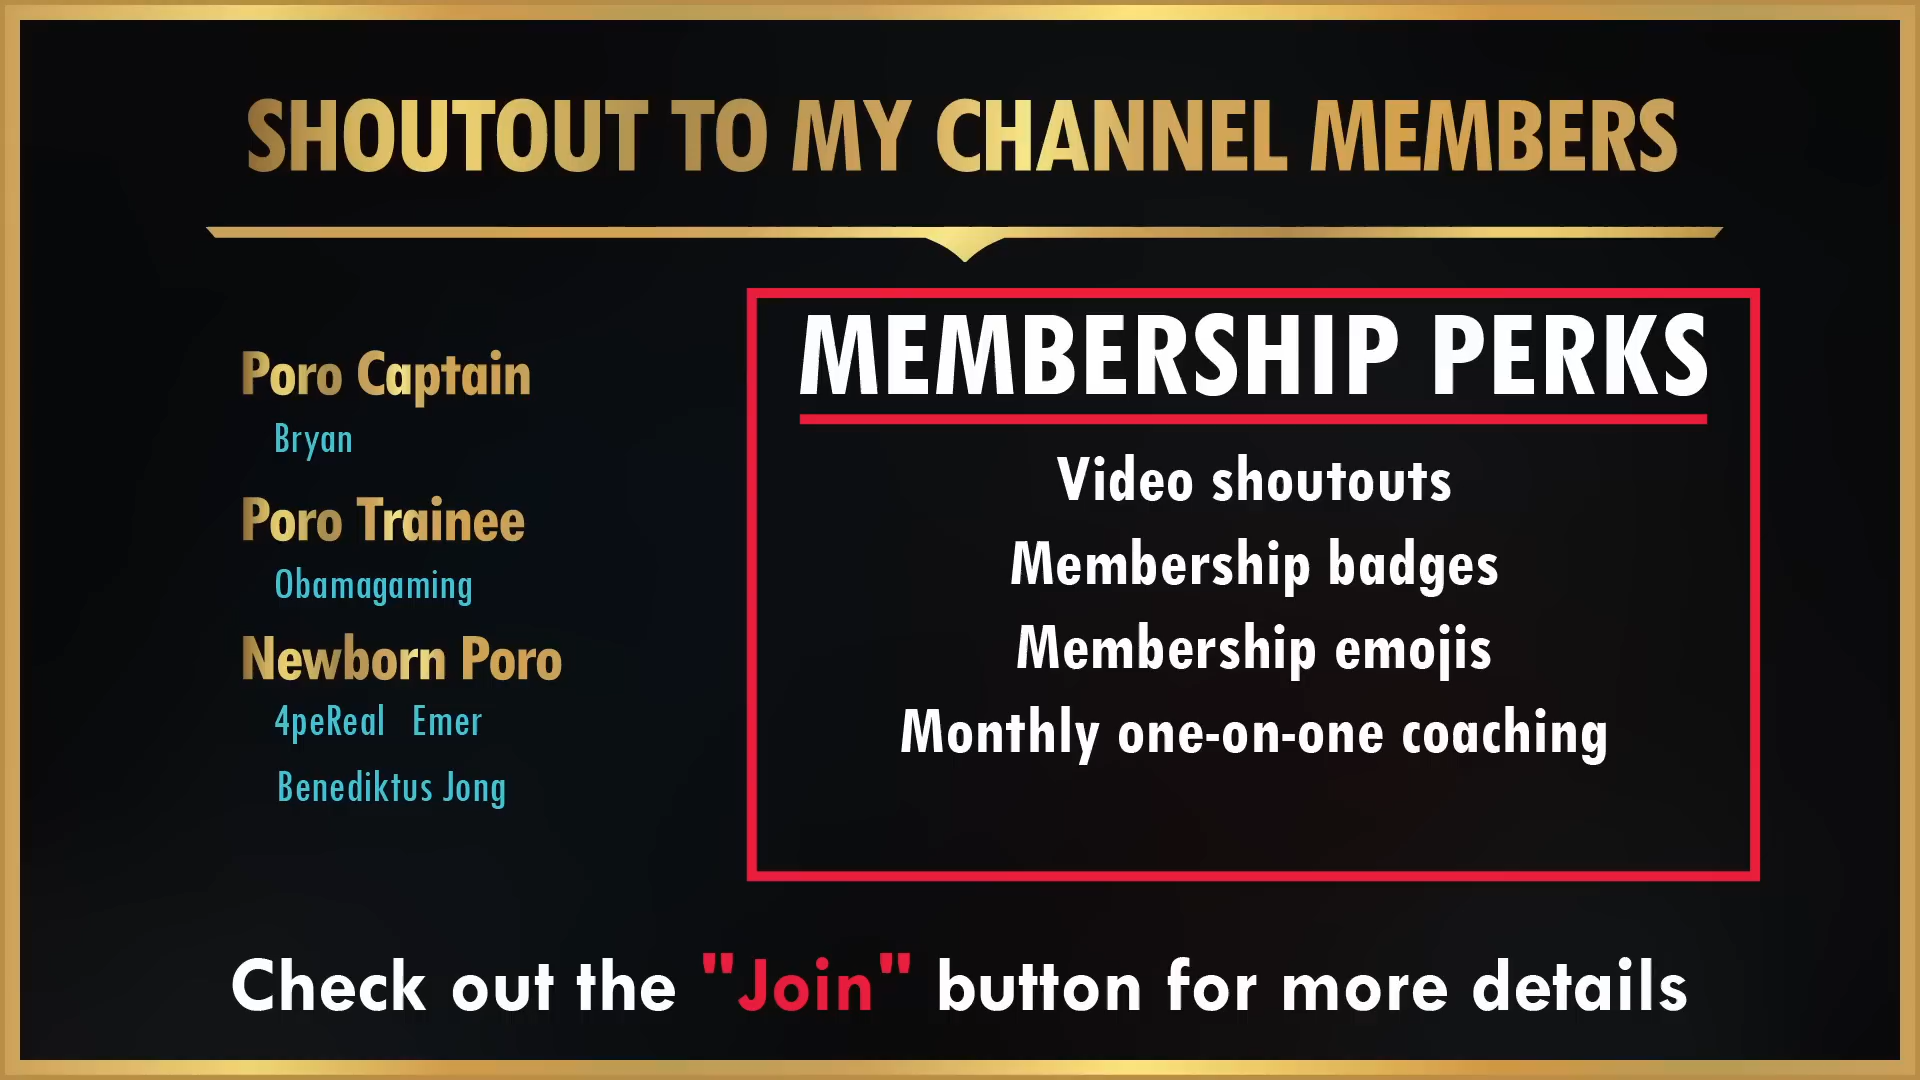 SHOUTOUT TO MY CHANNEL MEMBERS
Poro Captain
Bryan
Poro Trainee
Obamagaming
Newborn Poro
4peReal Emer
Benediktus Jong
MEMBERSHIP PERKS
Video shoutouts
Membership badges
Membership emojis
Monthly one-on-one coaching
Check out the "Join" button for more details